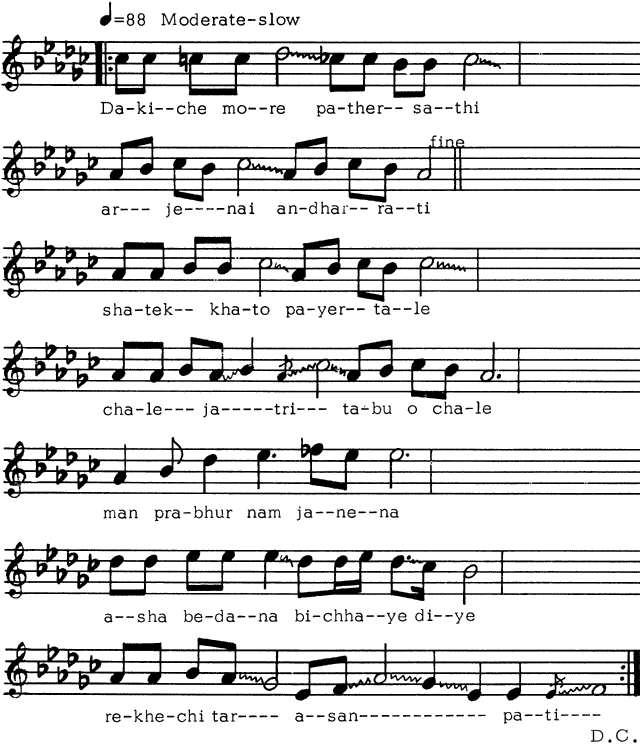 ♩=88 Moderate-slow
Da-ki--che mo--re pa-ther-- sa--thi
fine
ar--- je----nai an-dhar-- ra--ti
sha-tek-- kha-to pa-yer-- ta--le
cha-le--- ja-----tri--- ta-bu o cha-le
man pra-bhur nam ja--ne--na
a--sha be-da--na bi-chha--ye di--ye
re-khe-chi tar---- a--san------------ pa-ti----
D.C.